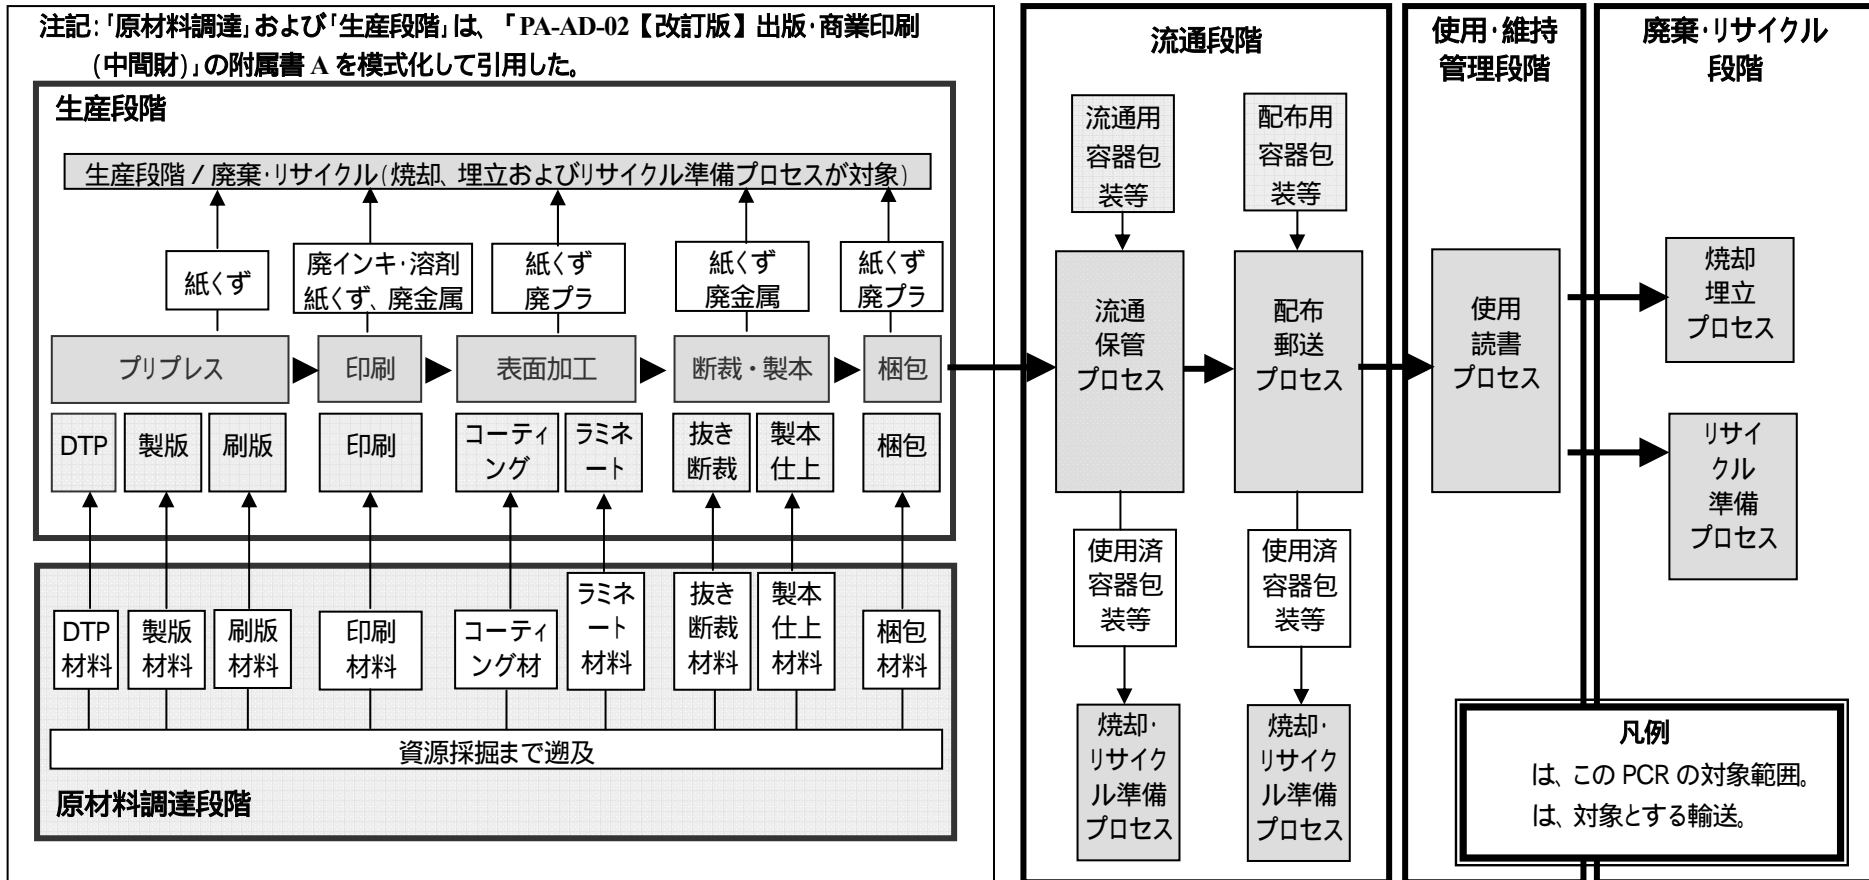 注記:「原材料調達」および「生産段階」は、「PA-AD-02【改訂版】出版・商業印刷
(中間財)」の附属書 A を模式化して引用した。
生産段階
生産段階/廃棄・リサイクル(焼却、埋立およびリサイクル準備プロセスが対象)
紙くず
廃インキ・溶剤
紙くず、廃金属
紙くず
廃プラ
紙くず
廃金属
紙くず
廃プラ
プリプレス
印刷
表面加工
断裁・製本
梱包
DTP
製版
刷版
印刷
コーティ
ング
ラミネ
ート
抜き
断裁
製本
仕上
梱包
DTP
材料
製版
材料
刷版
材料
印刷
材料
コーティ
ング材
ラミネ
ート
材料
抜き
断裁
材料
製本
仕上
材料
梱包
材料
資源採掘まで遡及
原材料調達段階
流通段階
流通用
容器包
装等
配布用
容器包
装等
流通
保管
プロセス
配布
郵送
プロセス
使用済
容器包
装等
使用済
容器包
装等
焼却・
リサイク
ル準備
プロセス
焼却・
リサイク
ル準備
プロセス
使用・維持
管理段階
使用
読書
プロセス
廃棄・リサイクル
段階
焼却
埋立
プロセス
リサイ
クル
準備
プロセス
凡例
は、この PCR の対象範囲。
は、対象とする輸送。